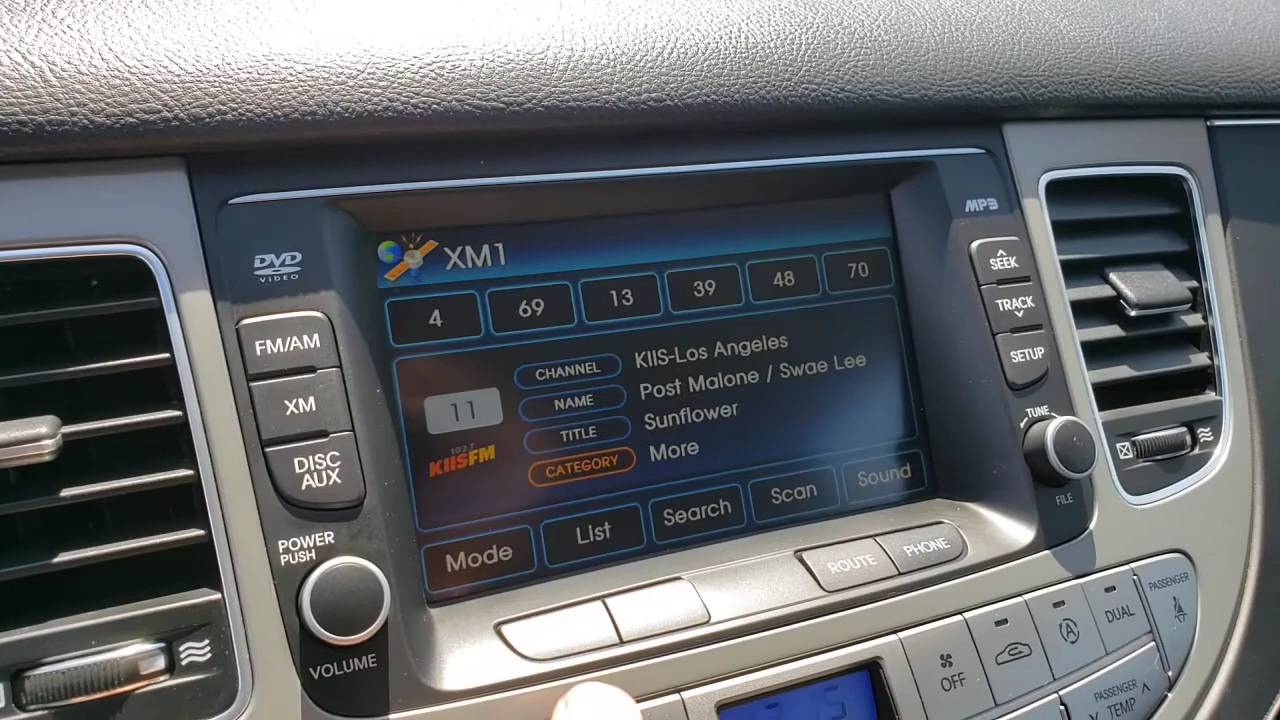 MP3
DVD
VIDEO
XM1
4 69 13 39 48 70
SEEK
TRACK
SETUP
FM/AM
XM
DISC
AUX
CHANNEL KIIS-Los Angeles
11 NAME Post Malone / Swae Lee
TITLE Sunflower
102.7
KIISFM
CATEGORY More
TUNE
FILE
Mode List Search Scan Sound
POWER
PUSH
VOLUME
ROUTE PHONE
OFF
A
DUAL
PASSENGER
PASSENGER
TEMP